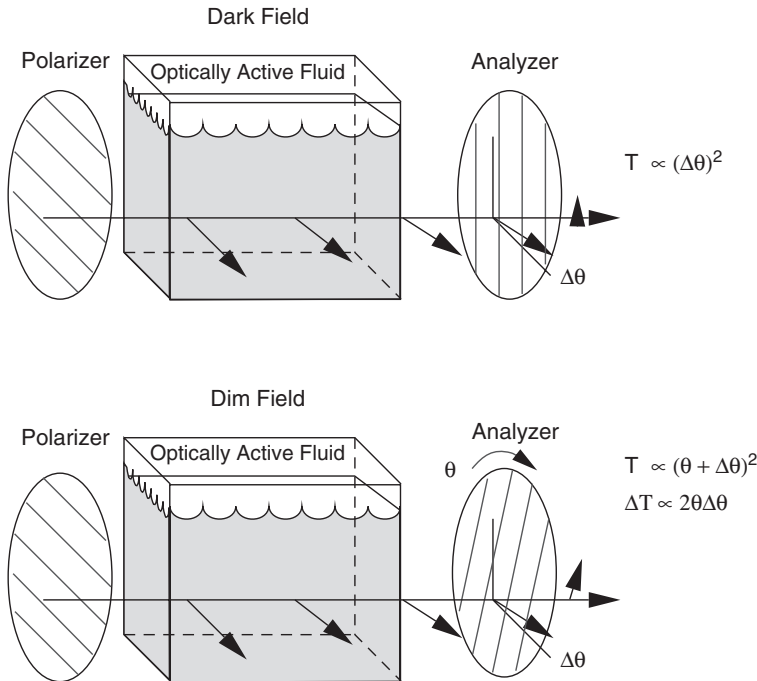 Dark Field
Polarizer
Optically Active Fluid
Analyzer
T ∝ (Δθ)²
Δθ
Dim Field
Polarizer
Optically Active Fluid
Analyzer
θ
T ∝ (θ + Δθ)²
ΔT ∝ 2θΔθ
Δθ